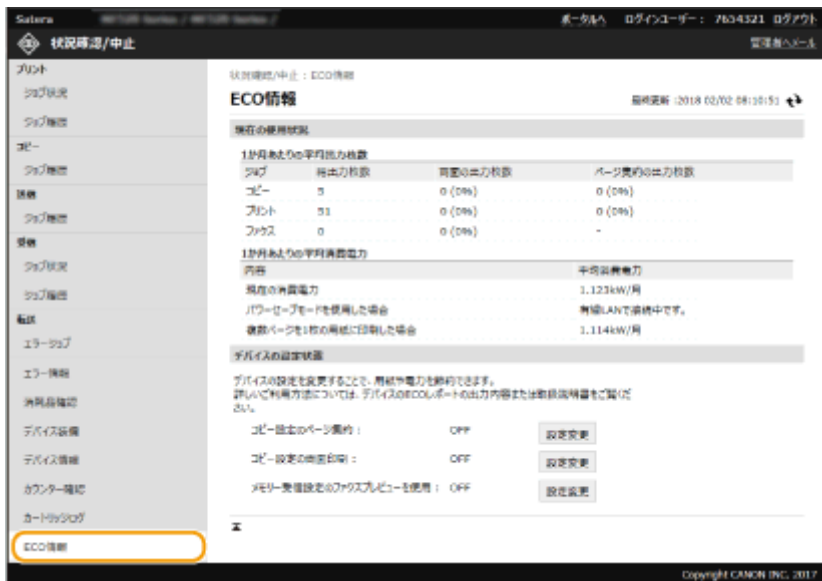 Satera
ポータルへ ログインユーザー： 7654321 ログアウト
状況確認/中止
管理者へメール
プリント
ジョブ状況
ジョブ履歴
コピー
ジョブ履歴
送信
ジョブ履歴
受信
ジョブ状況
ジョブ履歴
転送
エラージョブ
エラー情報
消耗品確認
デバイス装備
デバイス情報
カウンター確認
カートリッジログ
ECO情報
状況確認/中止：ECO情報
ECO情報
最終更新 :2018 02/02 08:10:51
現在の使用状況
1か月あたりの平均出力枚数
ジョブ 総出力枚数 両面の出力枚数 ページ集約の出力枚数
コピー 5 0 (0%) 0 (0%)
プリント 51 0 (0%) 0 (0%)
ファクス 0 0 (0%) -
1か月あたりの平均消費電力
内容 平均消費電力
現在の消費電力 1.123kW/月
パワーセーブモードを使用した場合 有線LANで接続中です。
複数ページを1枚の用紙に印刷した場合 1.114kW/月
デバイスの設定状態
デバイスの設定を変更することで、用紙や電力を節約できます。
詳しいご利用方法については、デバイスのECOレポートの出力内容または取扱説明書をご覧くだ
さい。
コピー設定のページ集約： OFF 設定変更
コピー設定の両面印刷： OFF 設定変更
メモリー受信設定のファクスプレビューを使用： OFF 設定変更
Copyright CANON INC. 2017